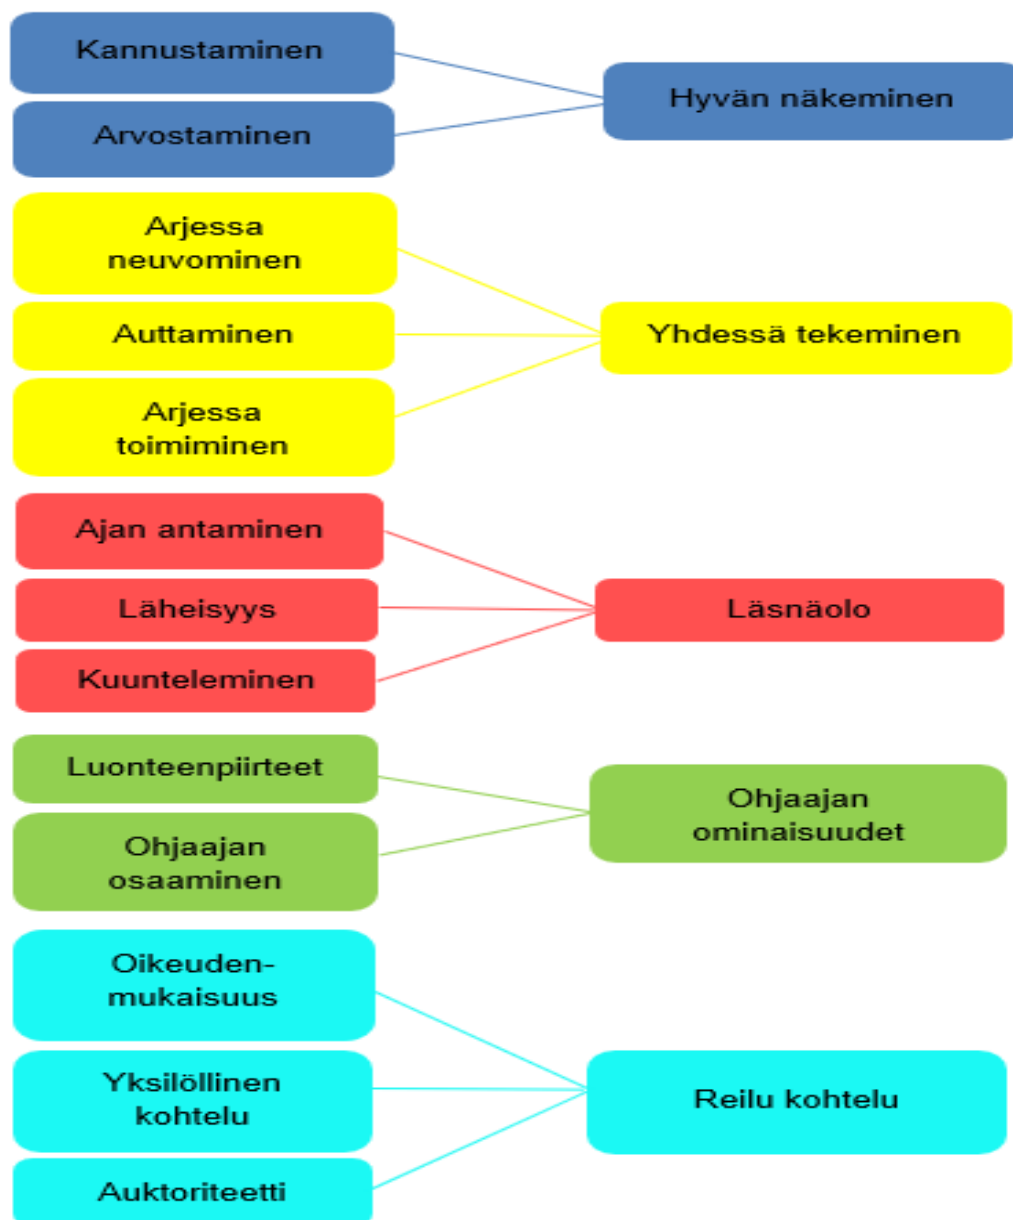 Kannustaminen
Arvostaminen
Hyvän näkeminen
Arjessa
neuvominen
Auttaminen
Arjessa
toimiminen
Yhdessä tekeminen
Ajan antaminen
Läheisyys
Kuunteleminen
Läsnäolo
Luonteenpiirteet
Ohjaajan
osaaminen
Ohjaajan
ominaisuudet
Oikeuden-
mukaisuus
Yksilöllinen
kohtelu
Auktoriteetti
Reilu kohtelu